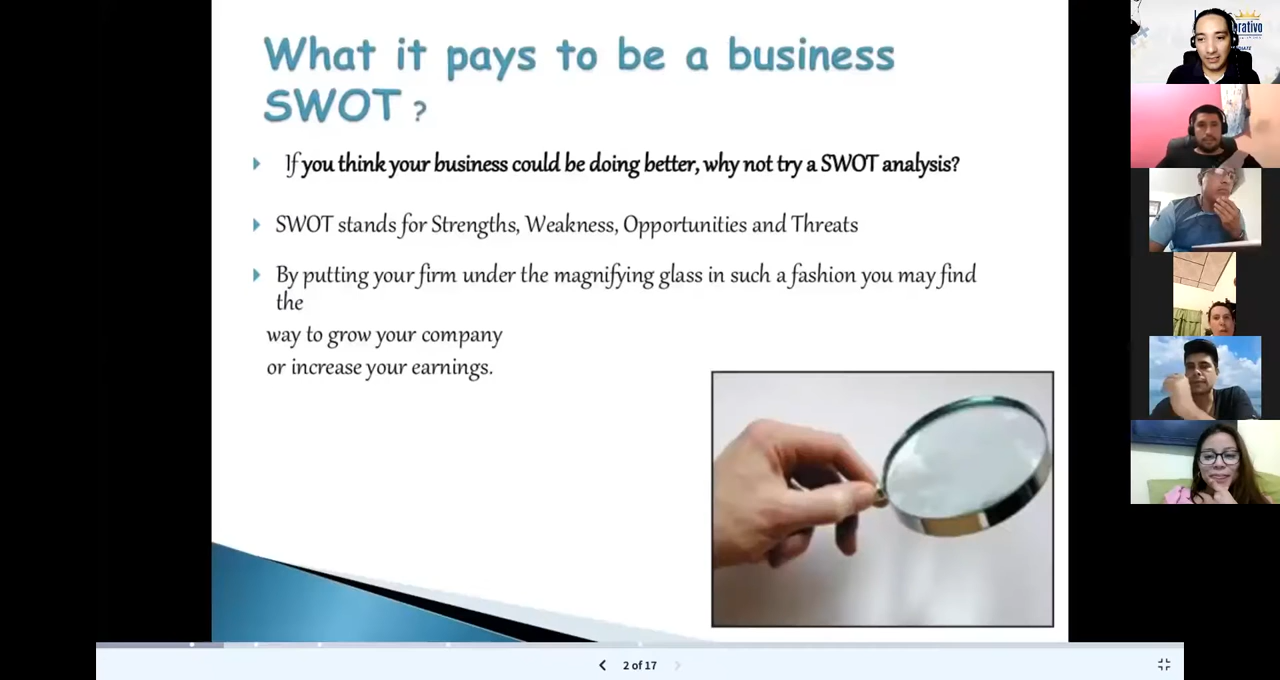 What it pays to be a business
SWOT ?
If you think your business could be doing better, why not try a SWOT analysis?
SWOT stands for Strengths, Weakness, Opportunities and Threats
By putting your firm under the magnifying glass in such a fashion you may find
the
way to grow your company
or increase your earnings.
2 of 17